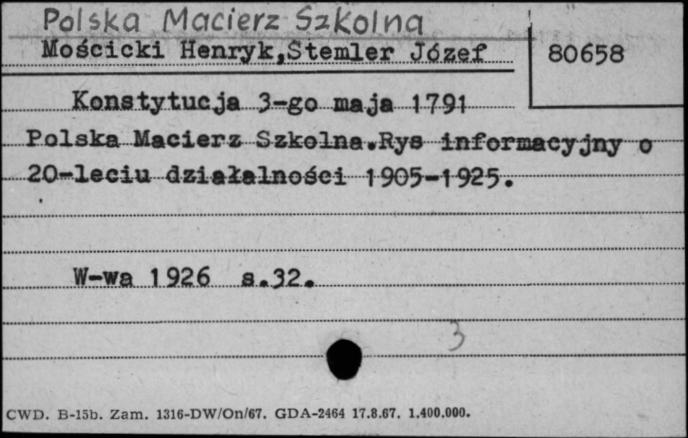 Polska Macierz Szkolna
Mościcki Henryk,Stemler Józef
80658
Konstytucja 3-go maja 1791
Polska Macierz Szkolna.Rys informacyjny o
20-leciu działalności 1905-1925.
W-wa 1926 s.32.
3
CWD. B-15b. Zam. 1316-DW/On/67. GDA-2464 17.8.67. 1.400.000.